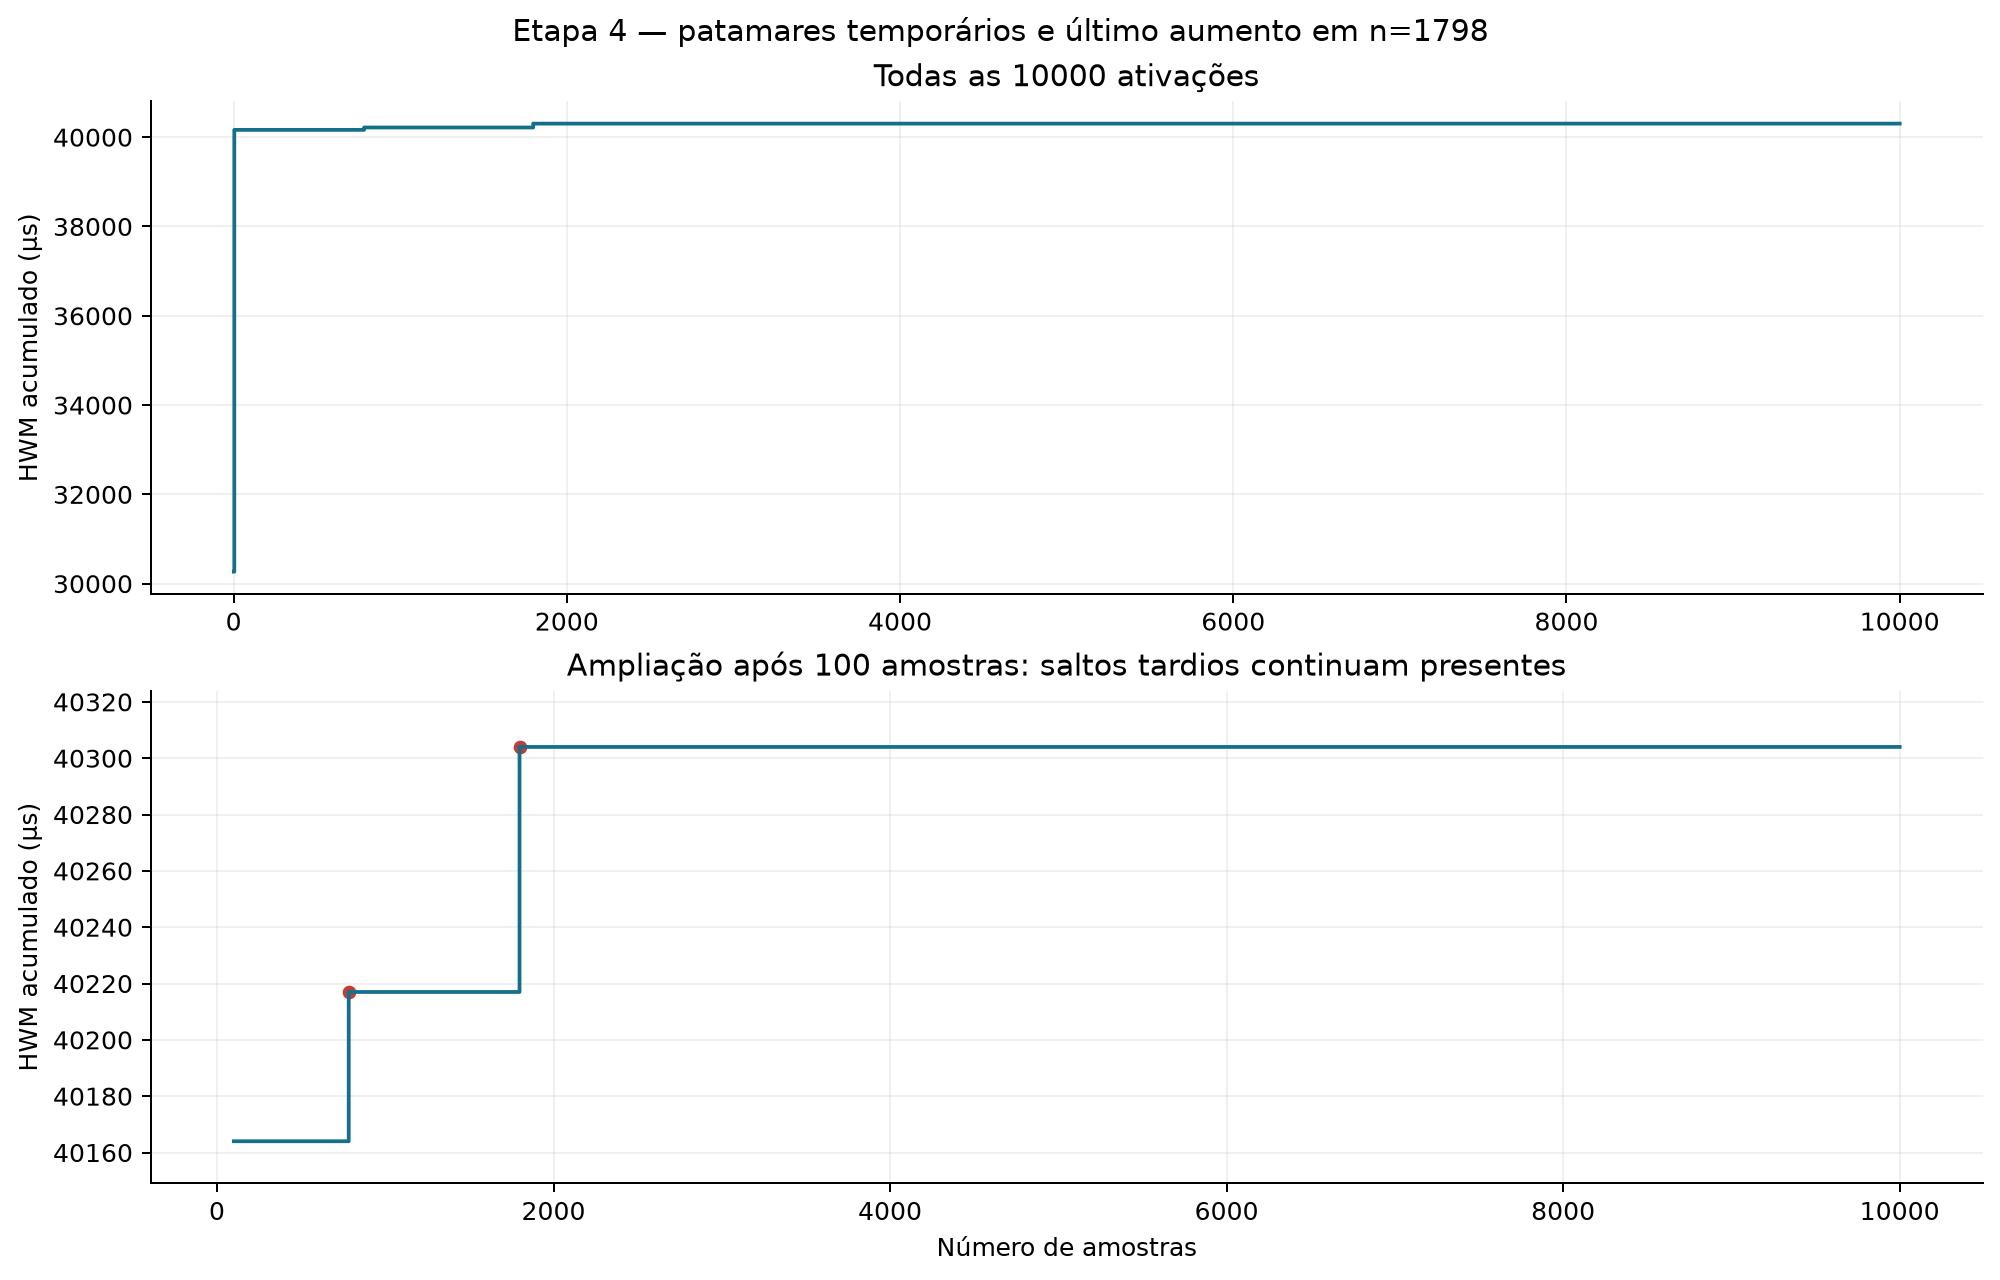 Etapa 4 — patamares temporários e último aumento em n=1798
Todas as 10000 ativações
HWM acumulado (µs)
40000
38000
36000
34000
32000
30000
0 2000 4000 6000 8000 10000
Ampliação após 100 amostras: saltos tardios continuam presentes
HWM acumulado (µs)
40320
40300
40280
40260
40240
40220
40200
40180
40160
0 2000 4000 6000 8000 10000
Número de amostras